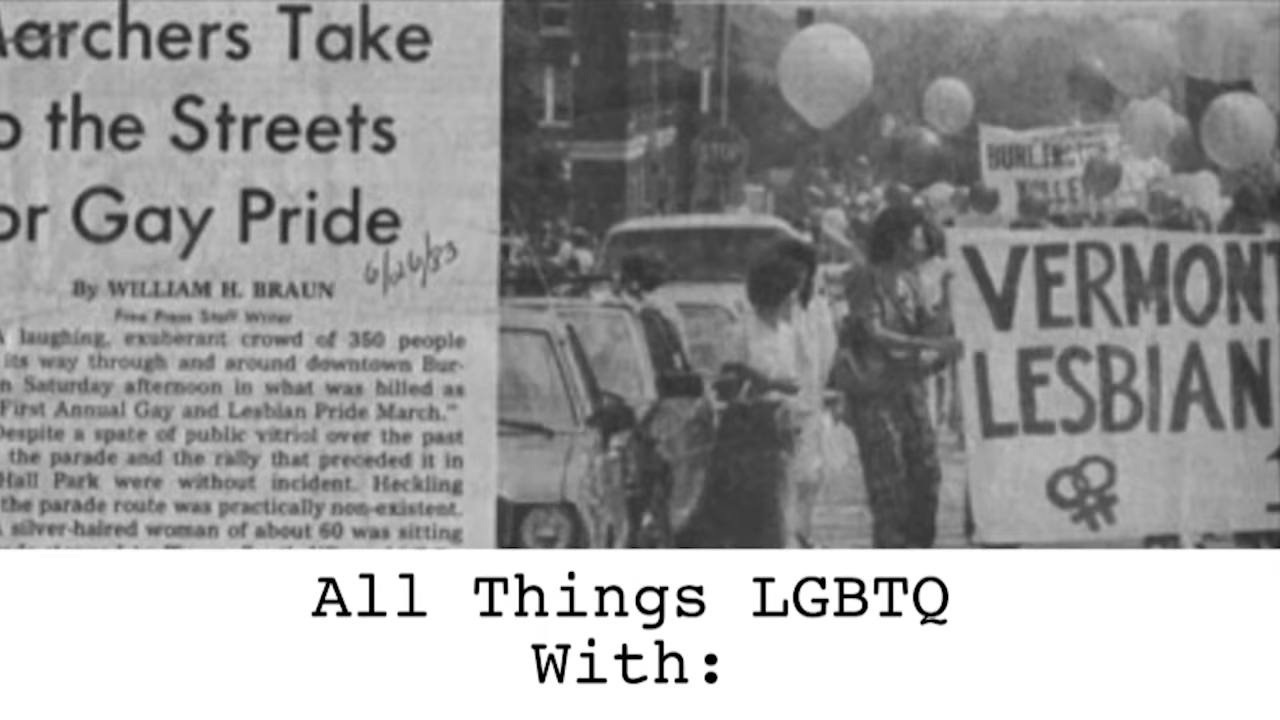 archers Take
o the Streets
or Gay Pride
6/26/83
By WILLIAM H. BRAUN
Free Press Staff Writer
A laughing, exuberant crowd of 350 people
its way through and around downtown Bur-
n Saturday afternoon in what was billed as
First Annual Gay and Lesbian Pride March."
Despite a spate of public vitriol over the past
the parade and the rally that preceded it in
Hall Park were without incident. Heckling
the parade route was practically non-existent.
A silver-haired woman of about 60 was sitting
STOP
VERMONT
LESBIAN
All Things LGBTQ
With: